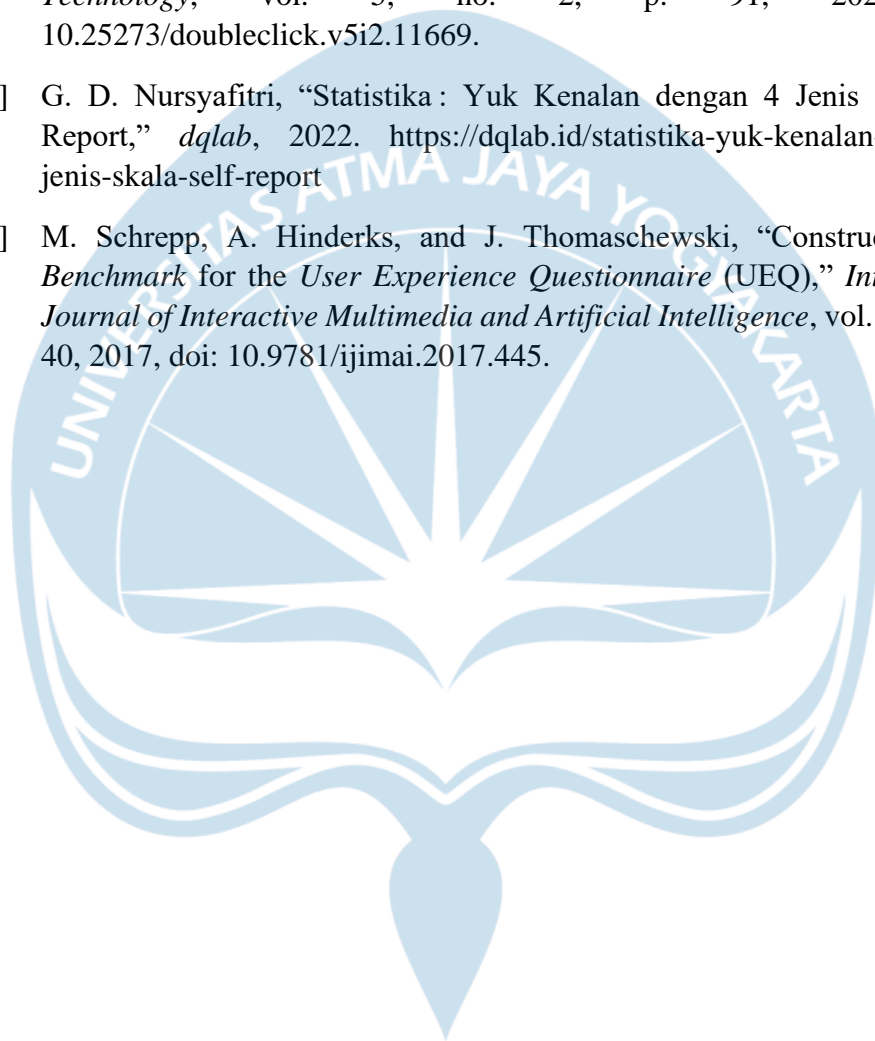 Technology, vol. 5, no. 2, p. 91, 202
10.25273/doubleclick.v5i2.11669.
] G. D. Nursyafitri, “Statistika : Yuk Kenalan dengan 4 Jenis
Report,” dqlab, 2022. https://dqlab.id/statistika-yuk-kenalan
jenis-skala-self-report
] M. Schrepp, A. Hinderks, and J. Thomaschewski, “Construc
Benchmark for the User Experience Questionnaire (UEQ),” In
Journal of Interactive Multimedia and Artificial Intelligence, vol.
40, 2017, doi: 10.9781/ijimai.2017.445.
UNIVERSITAS ATMA JAYA YOGYAKARTA